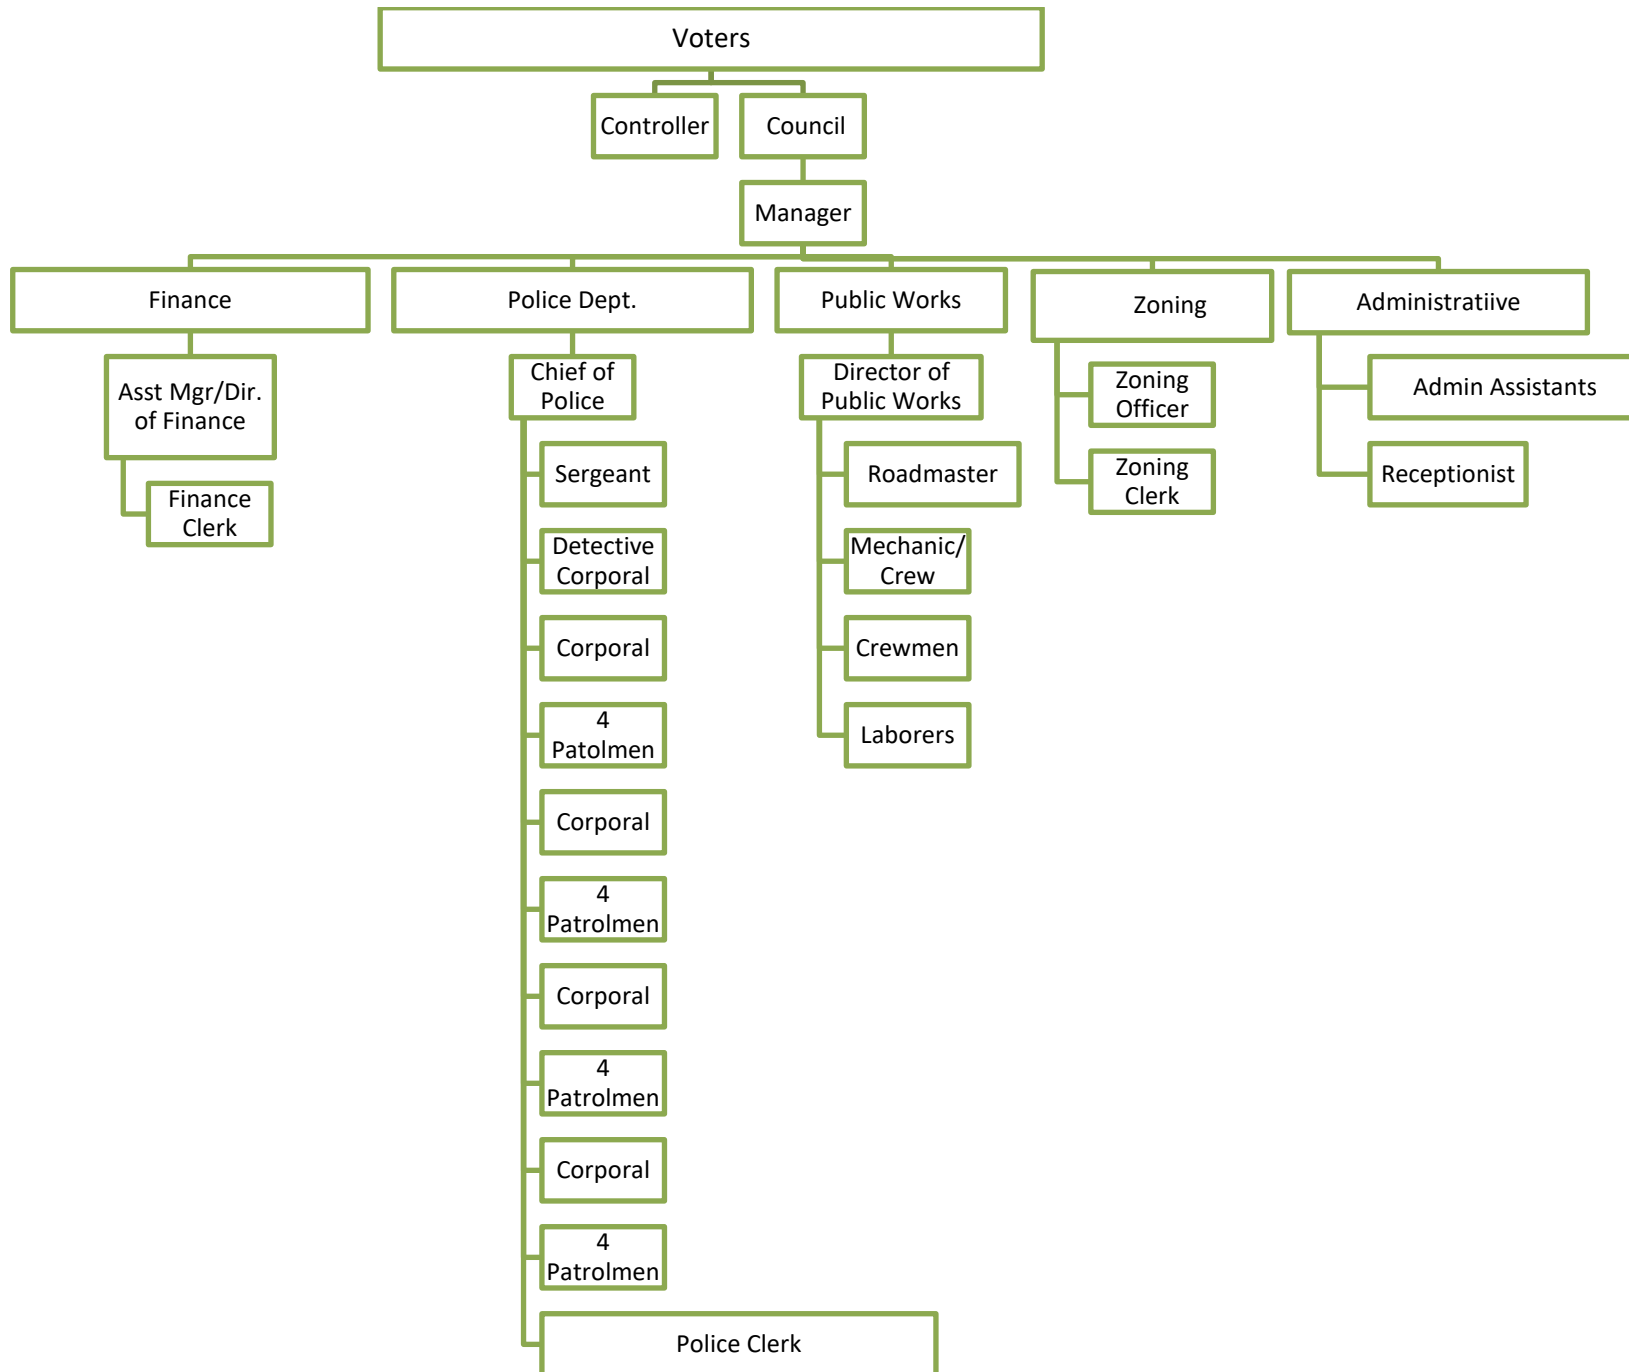 Voters
Controller
Council
Manager
Finance
Police Dept.
Public Works
Zoning
Administratiive
Asst Mgr/Dir.
of Finance
Finance
Clerk
Chief of
Police
Sergeant
Detective
Corporal
Corporal
4
Patolmen
Corporal
4
Patrolmen
Corporal
4
Patrolmen
Corporal
4
Patrolmen
Police Clerk
Director of
Public Works
Roadmaster
Mechanic/
Crew
Crewmen
Laborers
Zoning
Officer
Zoning
Clerk
Admin Assistants
Receptionist